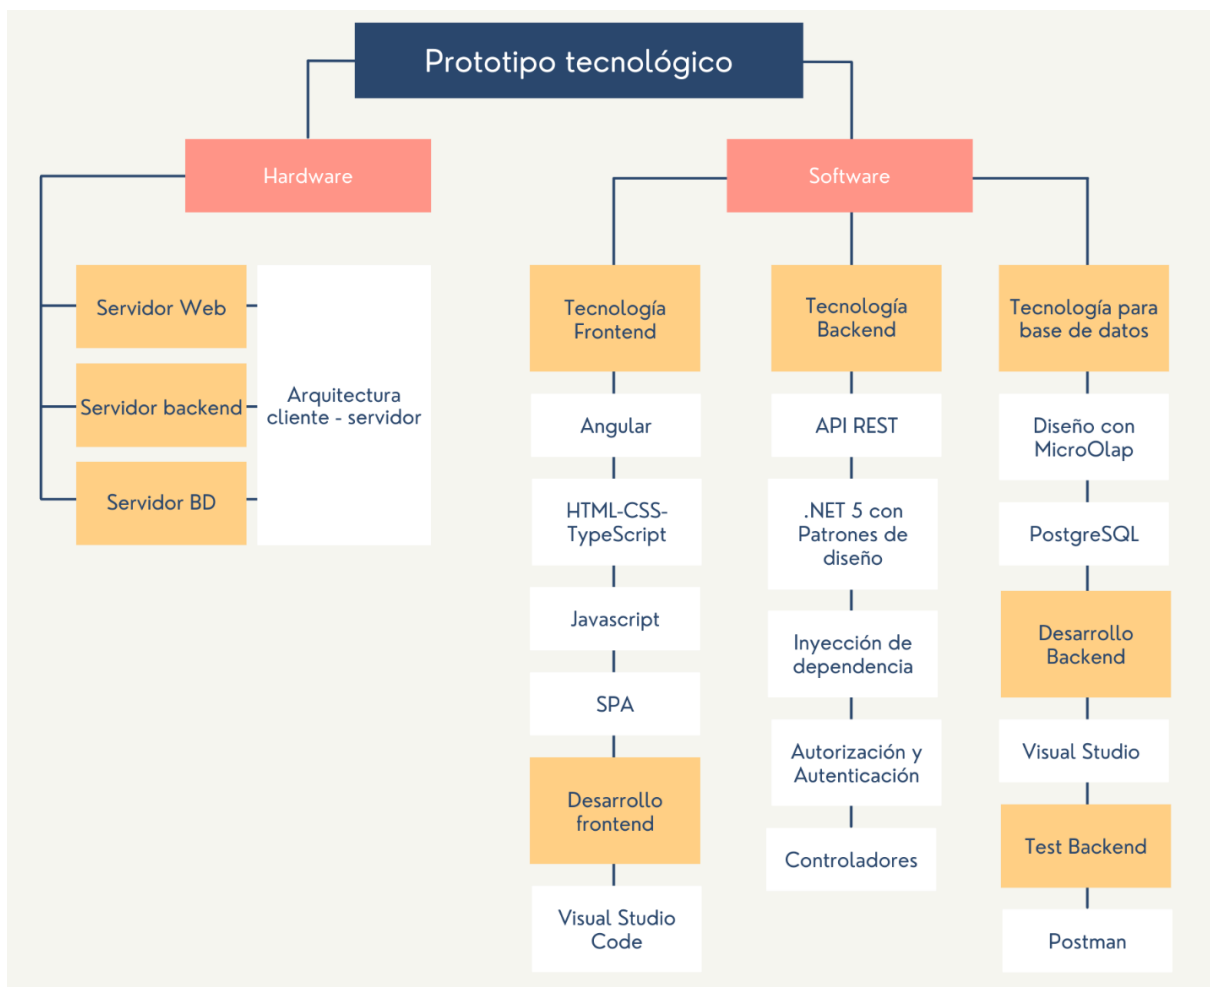 Prototipo tecnológico
Hardware
Software
Servidor Web
Servidor backend
Servidor BD
Arquitectura
cliente - servidor
Tecnología
Frontend
Angular
HTML-CSS-
TypeScript
Javascript
SPA
Desarrollo
frontend
Visual Studio
Code
Tecnología
Backend
API REST
.NET 5 con
Patrones de
diseño
Inyección de
dependencia
Autorización y
Autenticación
Controladores
Tecnología para
base de datos
Diseño con
MicroOlap
PostgreSQL
Desarrollo
Backend
Visual Studio
Test Backend
Postman